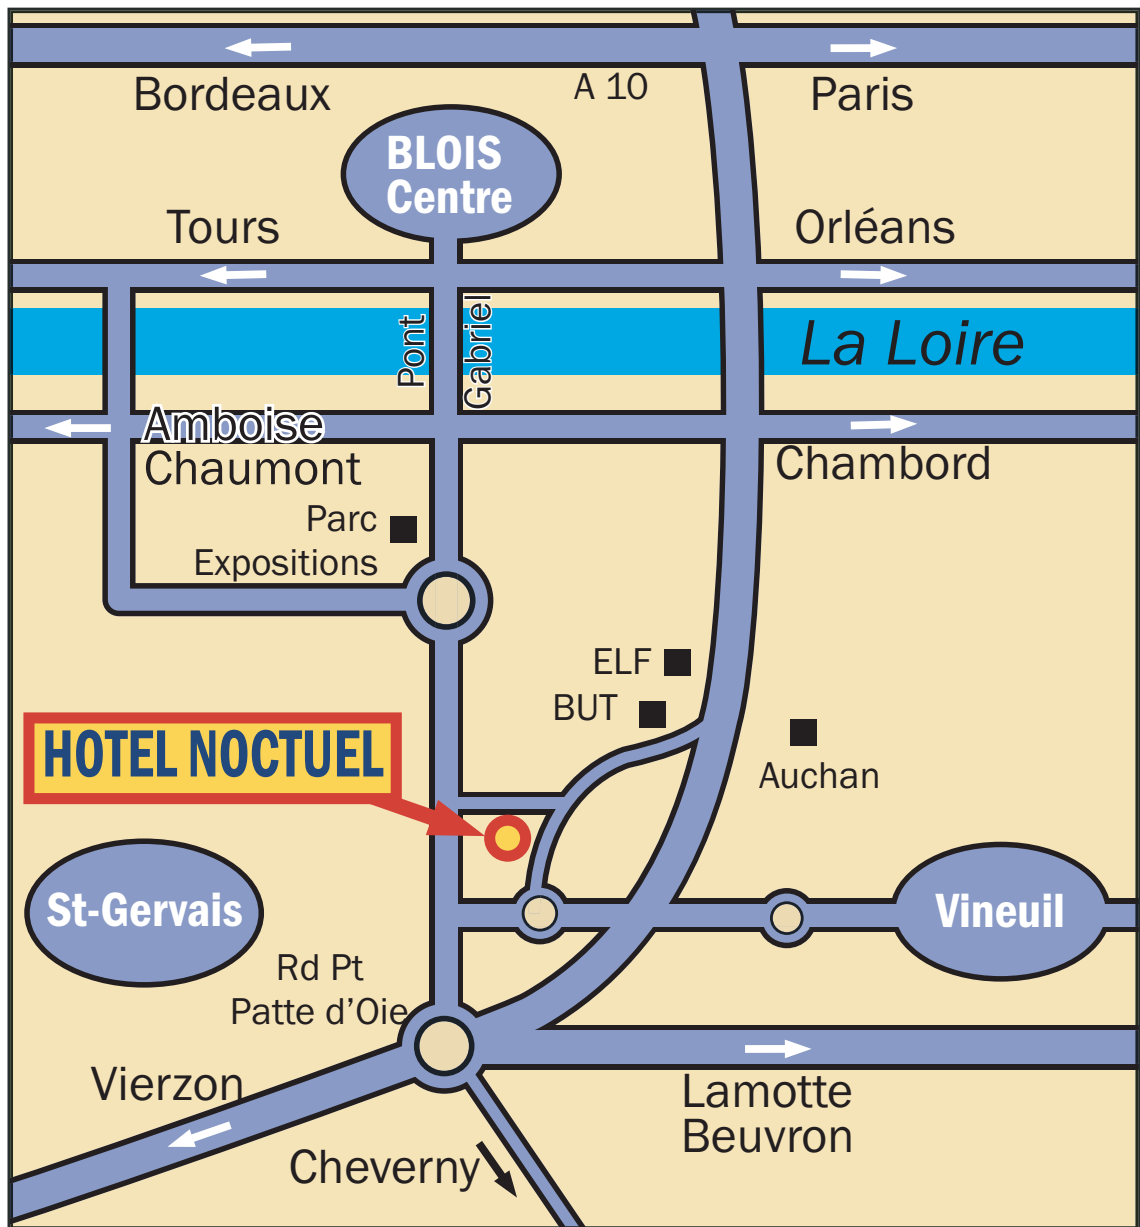 Bordeaux
A 10
Paris
BLOIS
Centre
Tours
Orléans
Pont
Gabriel
La Loire
Amboise
Chaumont
Chambord
Parc
Expositions
ELF
BUT
HOTEL NOCTUEL
Auchan
St-Gervais
Vineuil
Rd Pt
Patte d’Oie
Vierzon
Lamotte
Beuvron
Cheverny